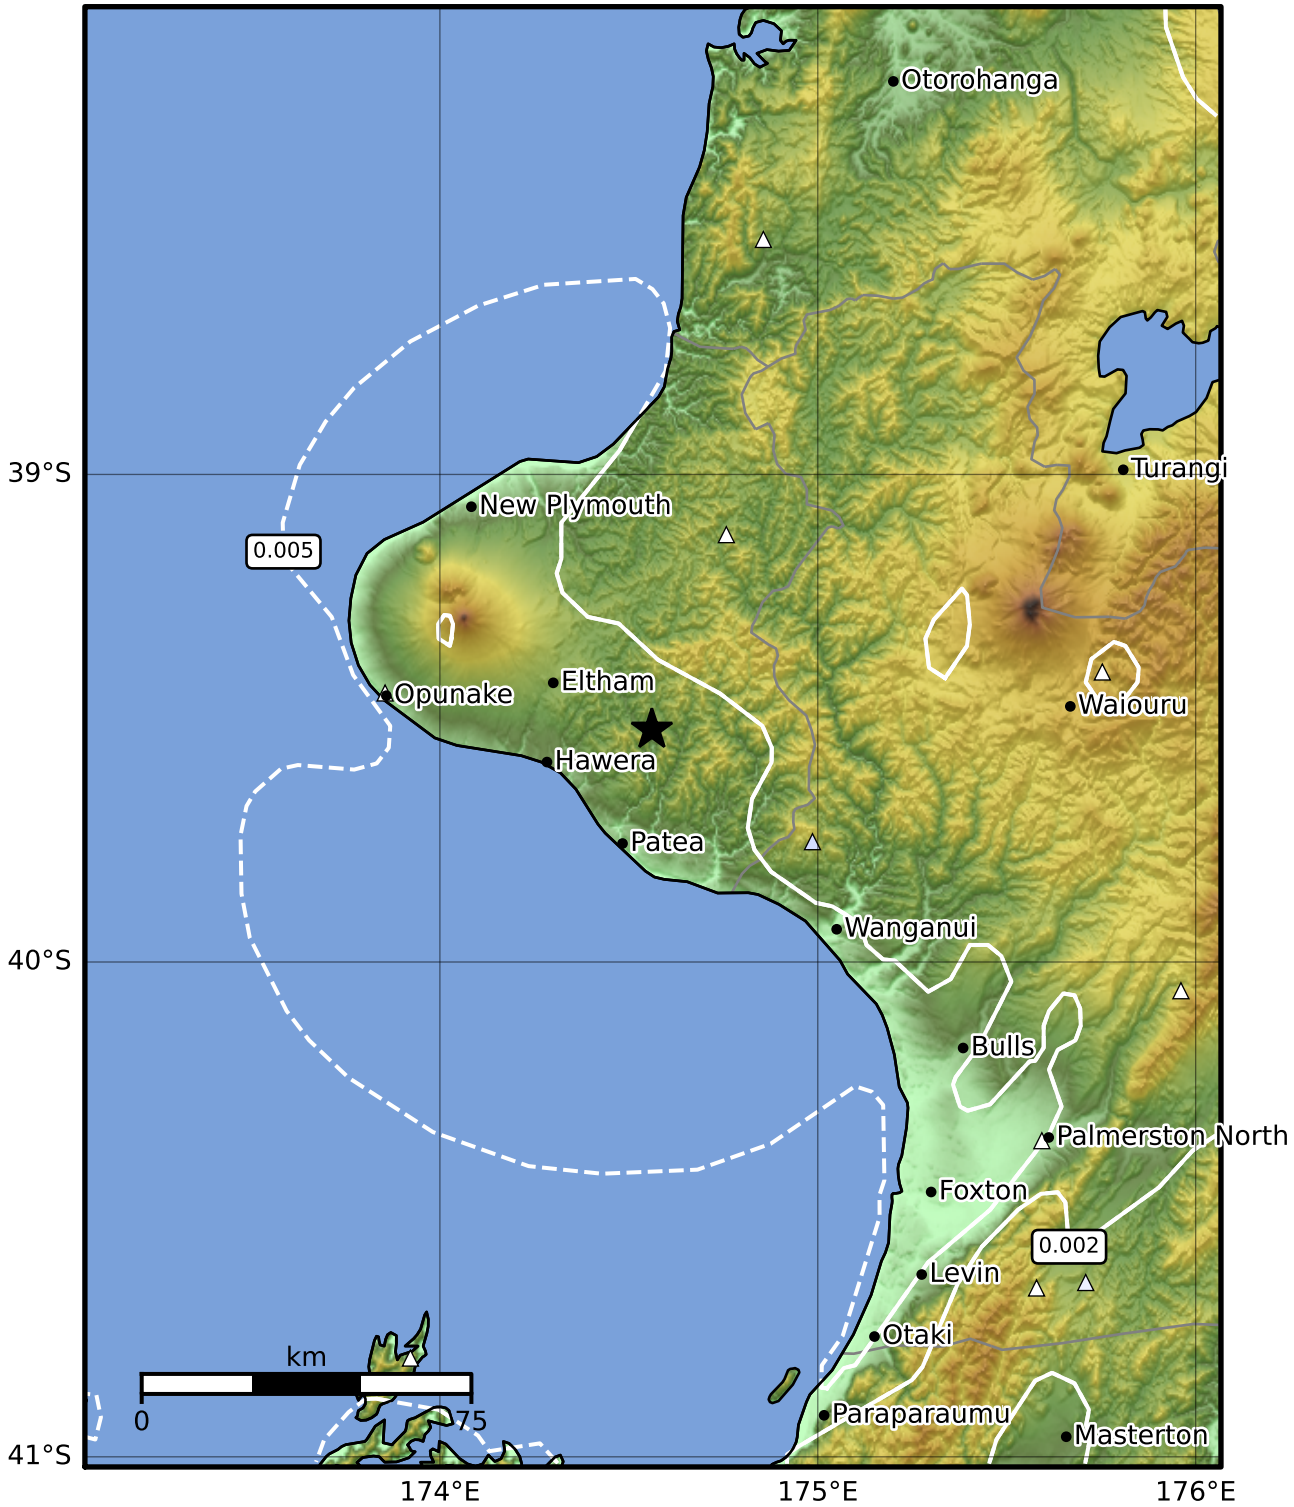 Otorohanga
39°S
Turangi
New Plymouth
0.005
Eltham
Opunake
Waiouru
Hawera
Patea
Wanganui
40°S
Bulls
Palmerston North
Foxton
0.002
Levin
Otaki
km
0
75
Paraparaumu
Masterton
41°S
174°E
175°E
176°E